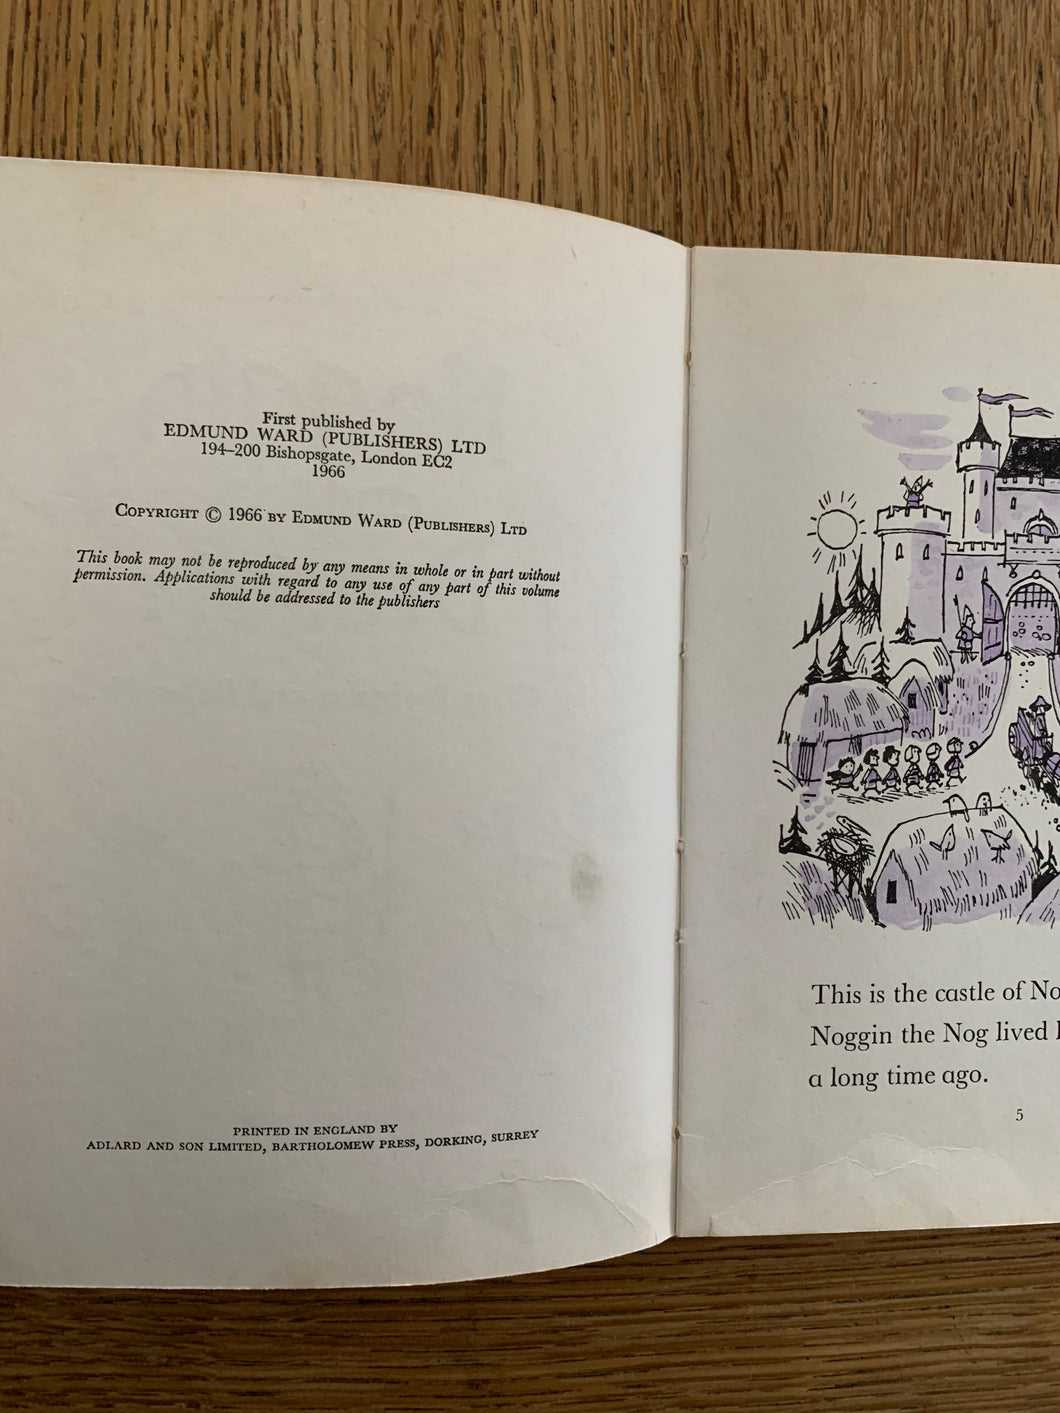 First published by
EDMUND WARD (PUBLISHERS) LTD
194–200 Bishopsgate, London EC2
1966
COPYRIGHT © 1966 BY EDMUND WARD (PUBLISHERS) LTD
This book may not be reproduced by any means in whole or in part without
permission. Applications with regard to any use of any part of this volume
should be addressed to the publishers
PRINTED IN ENGLAND BY
ADLARD AND SON LIMITED, BARTHOLOMEW PRESS, DORKING, SURREY
This is the castle of
Noggin the Nog lived
a long time ago.
5